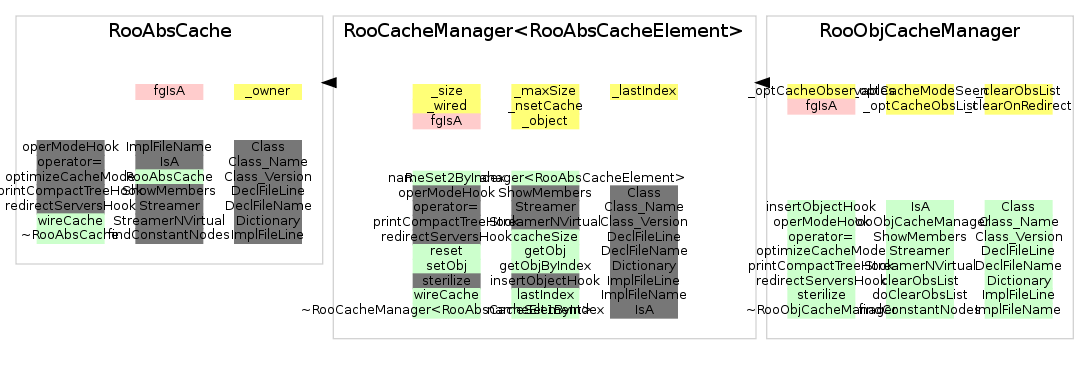 RooAbsCache
fgIsA
_owner
operModeHook
operator=
optimizeCacheMode
printCompactTreeHook
redirectServersHook
wireCache
~RooAbsCache
ImplFileName
IsA
RooAbsCache
ShowMembers
Streamer
StreamerNVirtual
findConstantNodes
Class
Class_Name
Class_Version
DeclFileLine
DeclFileName
Dictionary
ImplFileLine
RooCacheManager<RooAbsCacheElement>
_size
_wired
fgIsA
_maxSize
_nsetCache
_object
_lastIndex
nameSet2ByIndex
operModeHook
operator=
printCompactTreeHook
redirectServersHook
reset
setObj
sterilize
wireCache
~RooCacheManager<RooAbsCacheElement>
ShowMembers
Streamer
StreamerNVirtual
cacheSize
getObj
getObjByIndex
insertObjectHook
lastIndex
Class
Class_Name
Class_Version
DeclFileLine
DeclFileName
Dictionary
ImplFileLine
ImplFileName
IsA
RooObjCacheManager
_optCacheObservables
fgIsA
_optCacheModeSeen
_optCacheObsList
_clearObsList
_clearOnRedirect
insertObjectHook
operModeHook
operator=
optimizeCacheMode
printCompactTreeHook
redirectServersHook
sterilize
~RooObjCacheManager
IsA
RooObjCacheManager
ShowMembers
Streamer
StreamerNVirtual
clearObsList
doClearObsList
findConstantNodes
Class
Class_Name
Class_Version
DeclFileLine
DeclFileName
Dictionary
ImplFileLine
ImplFileName